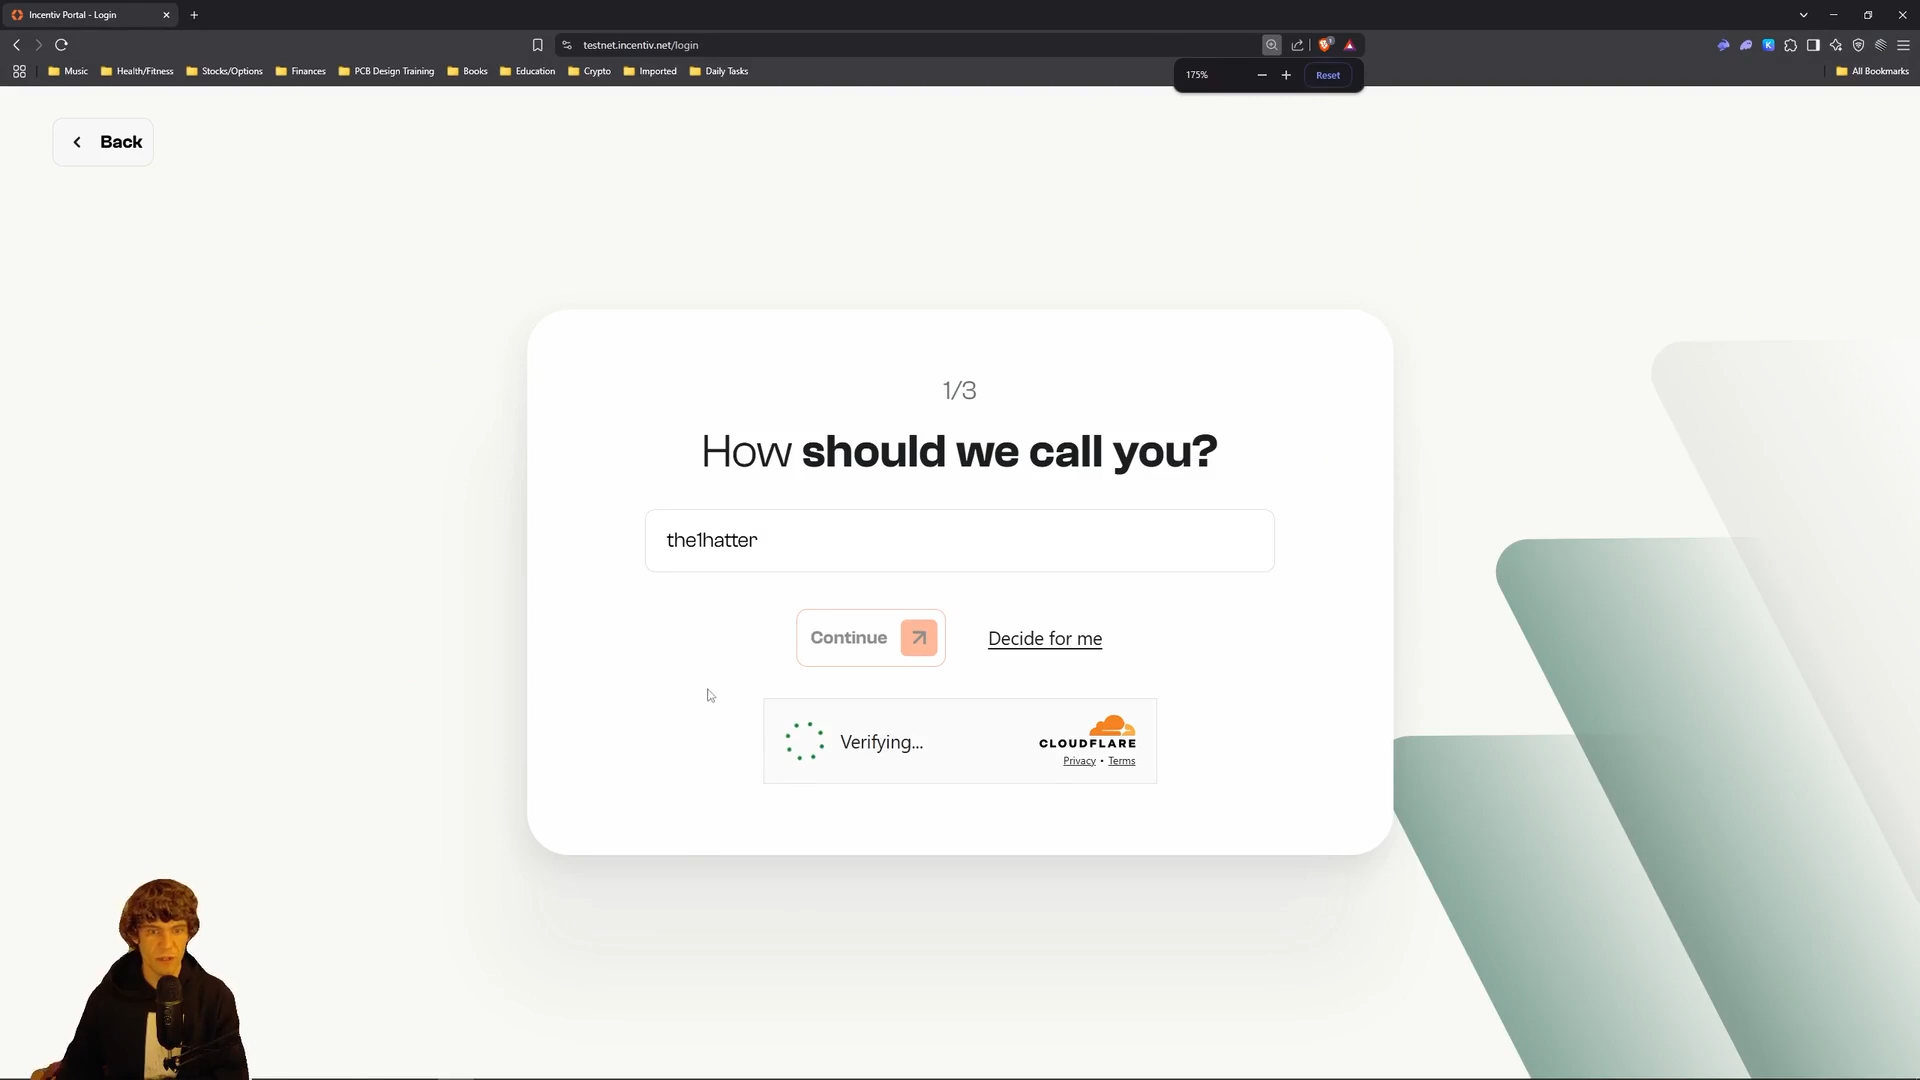 Incentiv Portal - Login
testnet.incentiv.net/login
Music
Health/Fitness
Stocks/Options
Finances
PCB Design Training
Books
Education
Crypto
Imported
Daily Tasks
All Bookmarks
175%
Reset
Back
1/3
How should we call you?
the1hatter
Continue
Decide for me
Verifying...
CLOUDFLARE
Privacy • Terms